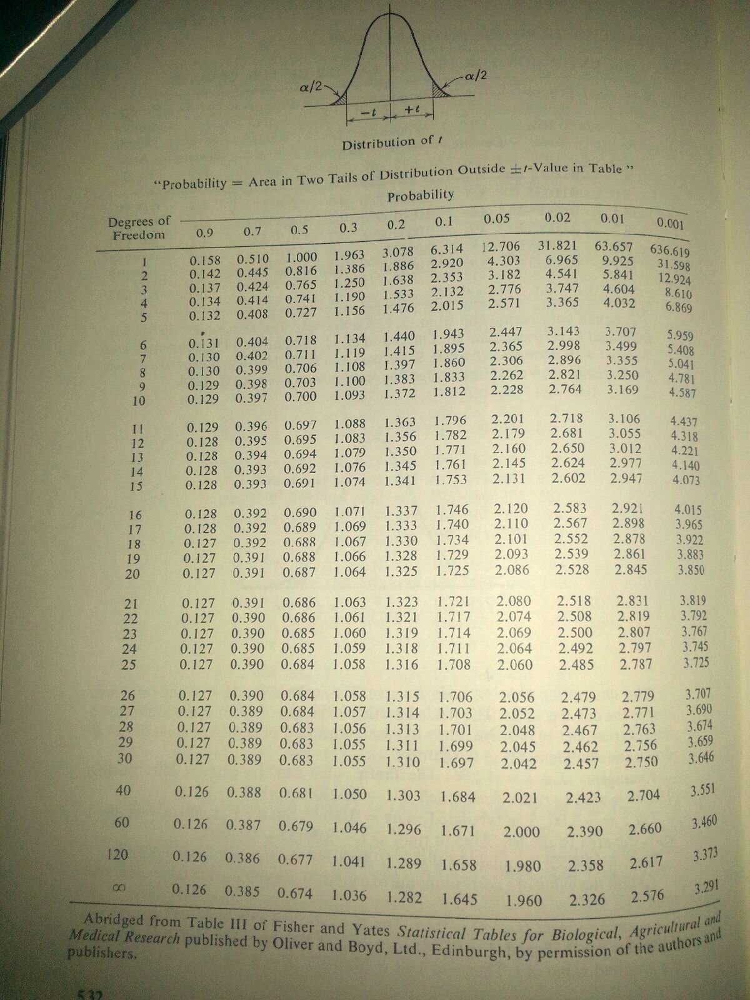 α/2 α/2
−t +t
Distribution of t
“Probability = Area in Two Tails of Distribution Outside ±t-Value in Table”
Probability
Degrees of
Freedom 0.9 0.7 0.5 0.3 0.2 0.1 0.05 0.02 0.01 0.001
1 0.158 0.510 1.000 1.963 3.078 6.314 12.706 31.821 63.657 636.619
2 0.142 0.445 0.816 1.386 1.886 2.920 4.303 6.965 9.925 31.598
3 0.137 0.424 0.765 1.250 1.638 2.353 3.182 4.541 5.841 12.924
4 0.134 0.414 0.741 1.190 1.533 2.132 2.776 3.747 4.604 8.610
5 0.132 0.408 0.727 1.156 1.476 2.015 2.571 3.365 4.032 6.869
6 0.131 0.404 0.718 1.134 1.440 1.943 2.447 3.143 3.707 5.959
7 0.130 0.402 0.711 1.119 1.415 1.895 2.365 2.998 3.499 5.408
8 0.130 0.399 0.706 1.108 1.397 1.860 2.306 2.896 3.355 5.041
9 0.129 0.398 0.703 1.100 1.383 1.833 2.262 2.821 3.250 4.781
10 0.129 0.397 0.700 1.093 1.372 1.812 2.228 2.764 3.169 4.587
11 0.129 0.396 0.697 1.088 1.363 1.796 2.201 2.718 3.106 4.437
12 0.128 0.395 0.695 1.083 1.356 1.782 2.179 2.681 3.055 4.318
13 0.128 0.394 0.694 1.079 1.350 1.771 2.160 2.650 3.012 4.221
14 0.128 0.393 0.692 1.076 1.345 1.761 2.145 2.624 2.977 4.140
15 0.128 0.393 0.691 1.074 1.341 1.753 2.131 2.602 2.947 4.073
16 0.128 0.392 0.690 1.071 1.337 1.746 2.120 2.583 2.921 4.015
17 0.128 0.392 0.689 1.069 1.333 1.740 2.110 2.567 2.898 3.965
18 0.127 0.392 0.688 1.067 1.330 1.734 2.101 2.552 2.878 3.922
19 0.127 0.391 0.688 1.066 1.328 1.729 2.093 2.539 2.861 3.883
20 0.127 0.391 0.687 1.064 1.325 1.725 2.086 2.528 2.845 3.850
21 0.127 0.391 0.686 1.063 1.323 1.721 2.080 2.518 2.831 3.819
22 0.127 0.390 0.686 1.061 1.321 1.717 2.074 2.508 2.819 3.792
23 0.127 0.390 0.685 1.060 1.319 1.714 2.069 2.500 2.807 3.767
24 0.127 0.390 0.685 1.059 1.318 1.711 2.064 2.492 2.797 3.745
25 0.127 0.390 0.684 1.058 1.316 1.708 2.060 2.485 2.787 3.725
26 0.127 0.390 0.684 1.058 1.315 1.706 2.056 2.479 2.779 3.707
27 0.127 0.389 0.684 1.057 1.314 1.703 2.052 2.473 2.771 3.690
28 0.127 0.389 0.683 1.056 1.313 1.701 2.048 2.467 2.763 3.674
29 0.127 0.389 0.683 1.055 1.311 1.699 2.045 2.462 2.756 3.659
30 0.127 0.389 0.683 1.055 1.310 1.697 2.042 2.457 2.750 3.646
40 0.126 0.388 0.681 1.050 1.303 1.684 2.021 2.423 2.704 3.551
60 0.126 0.387 0.679 1.046 1.296 1.671 2.000 2.390 2.660 3.460
120 0.126 0.386 0.677 1.041 1.289 1.658 1.980 2.358 2.617 3.373
∞ 0.126 0.385 0.674 1.036 1.282 1.645 1.960 2.326 2.576 3.291
Abridged from Table III of Fisher and Yates Statistical Tables for Biological, Agricultural and
Medical Research published by Oliver and Boyd, Ltd., Edinburgh, by permission of the authors and
publishers.
532